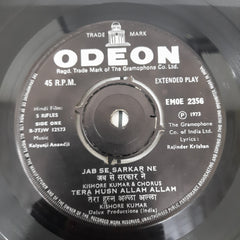 TRADE MARK
ODEON
Regd. Trade Mark of The Gramophone Co. Ltd.
45 R.P.M.
EXTENDED PLAY
Hindi Film:
5 RIFLES
SIDE ONE
Music
Kalyanji Anandji
EMOE 2356
℗ 1973
The Gramophone
Co. of India Ltd.
Lyrics:
Rajinder Krishan
JAB SE SARKAR NE
जब से सरकार ने
KISHORE KUMAR & CHORUS
TERA HUSN ALLAH ALLAH
तेरा हुस्न अल्ला अल्ला
KISHORE KUMAR
Delux Productions (India)